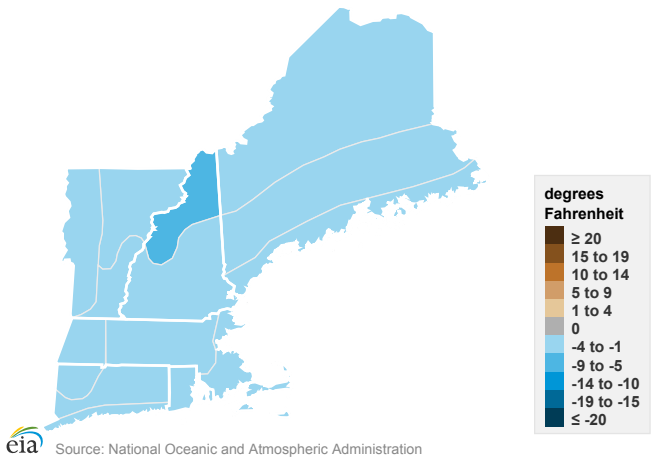 degrees
Fahrenheit
≥ 20
15 to 19
10 to 14
5 to 9
1 to 4
0
-4 to -1
-9 to -5
-14 to -10
-19 to -15
≤ -20
eia
Source: National Oceanic and Atmospheric Administration